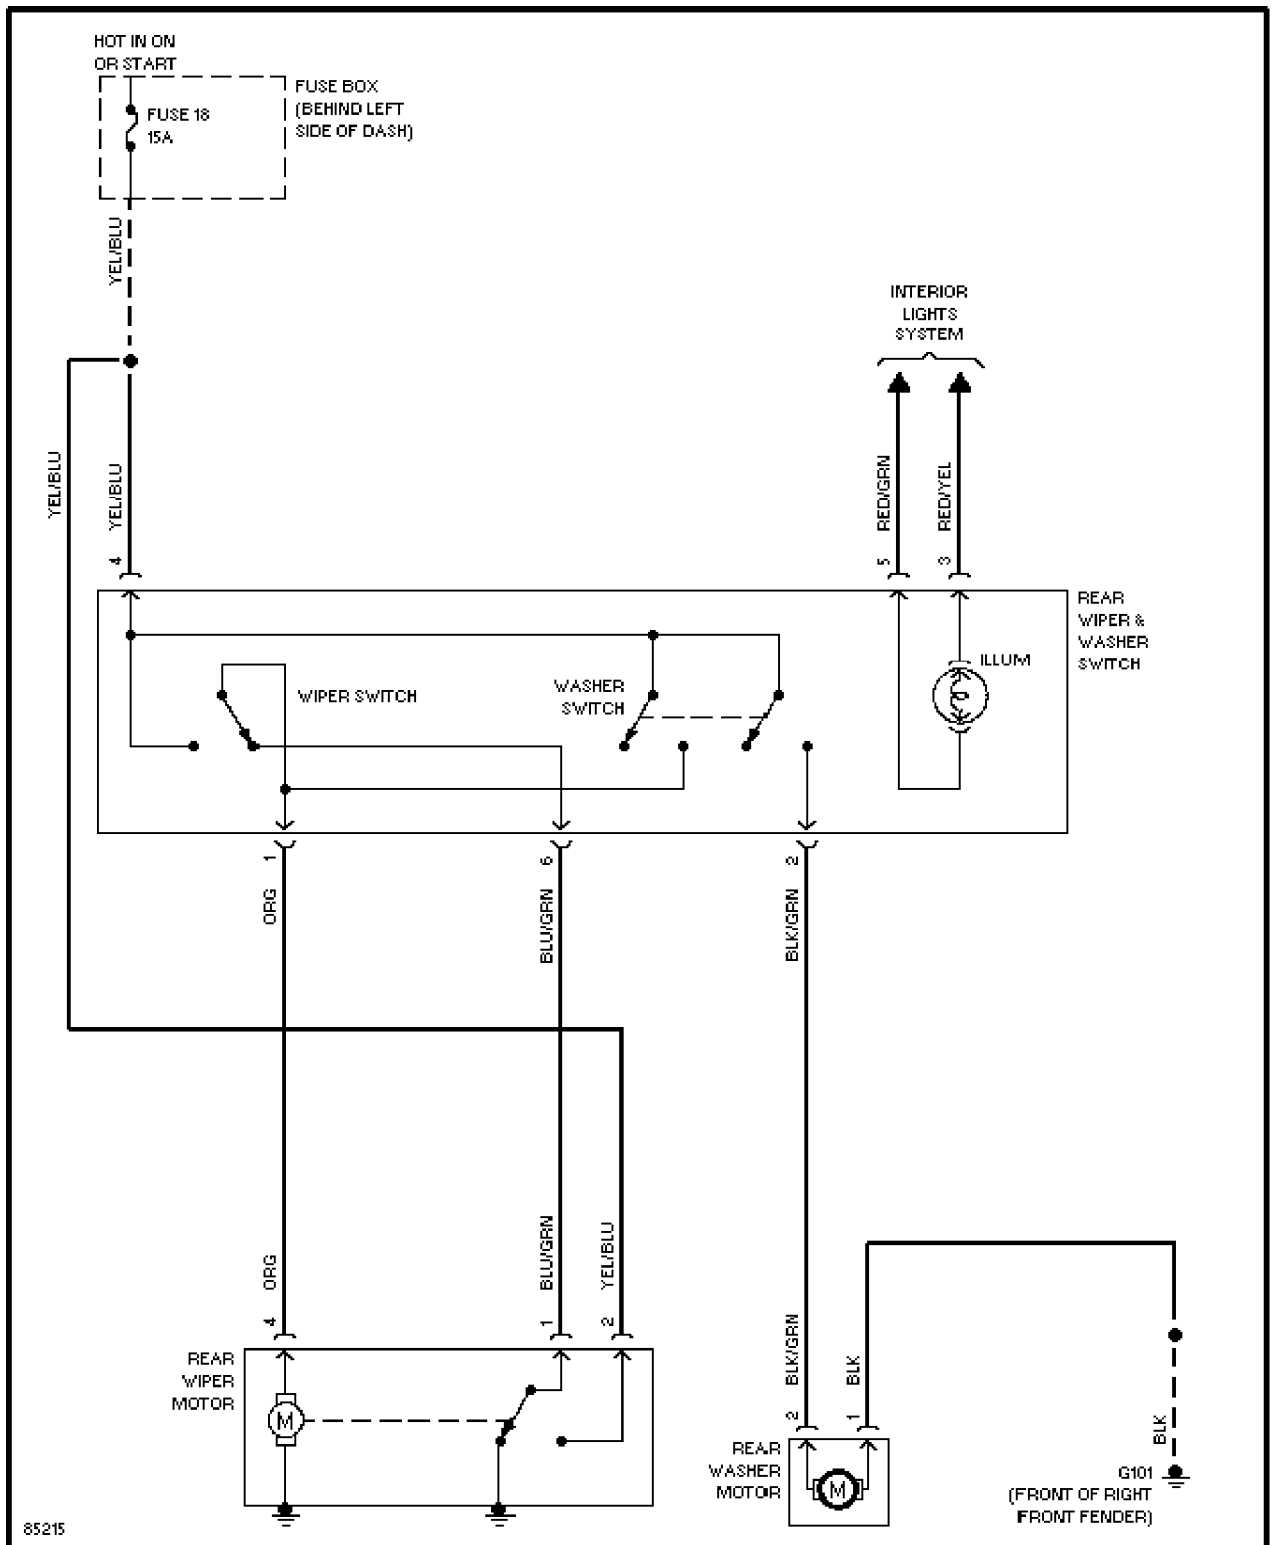 HOT IN ON
OR START
FUSE BOX
(BEHIND LEFT
SIDE OF DASH)
FUSE 18
15A
YEL/BLU
INTERIOR
LIGHTS
SYSTEM
YEL/BLU
YEL/BLU
RED/GRN
RED/YEL
4
5
3
REAR
WIPER &
WASHER
SWITCH
ILLUM
WIPER SWITCH
WASHER
SWITCH
1
6
2
ORG
BLU/GRN
BLK/GRN
ORG
BLU/GRN
YEL/BLU
4
1
2
BLK/GRN
BLK
REAR
WIPER
MOTOR
M
2
1
BLK
REAR
WASHER
MOTOR
M
G101
(FRONT OF RIGHT
FRONT FENDER)
85215